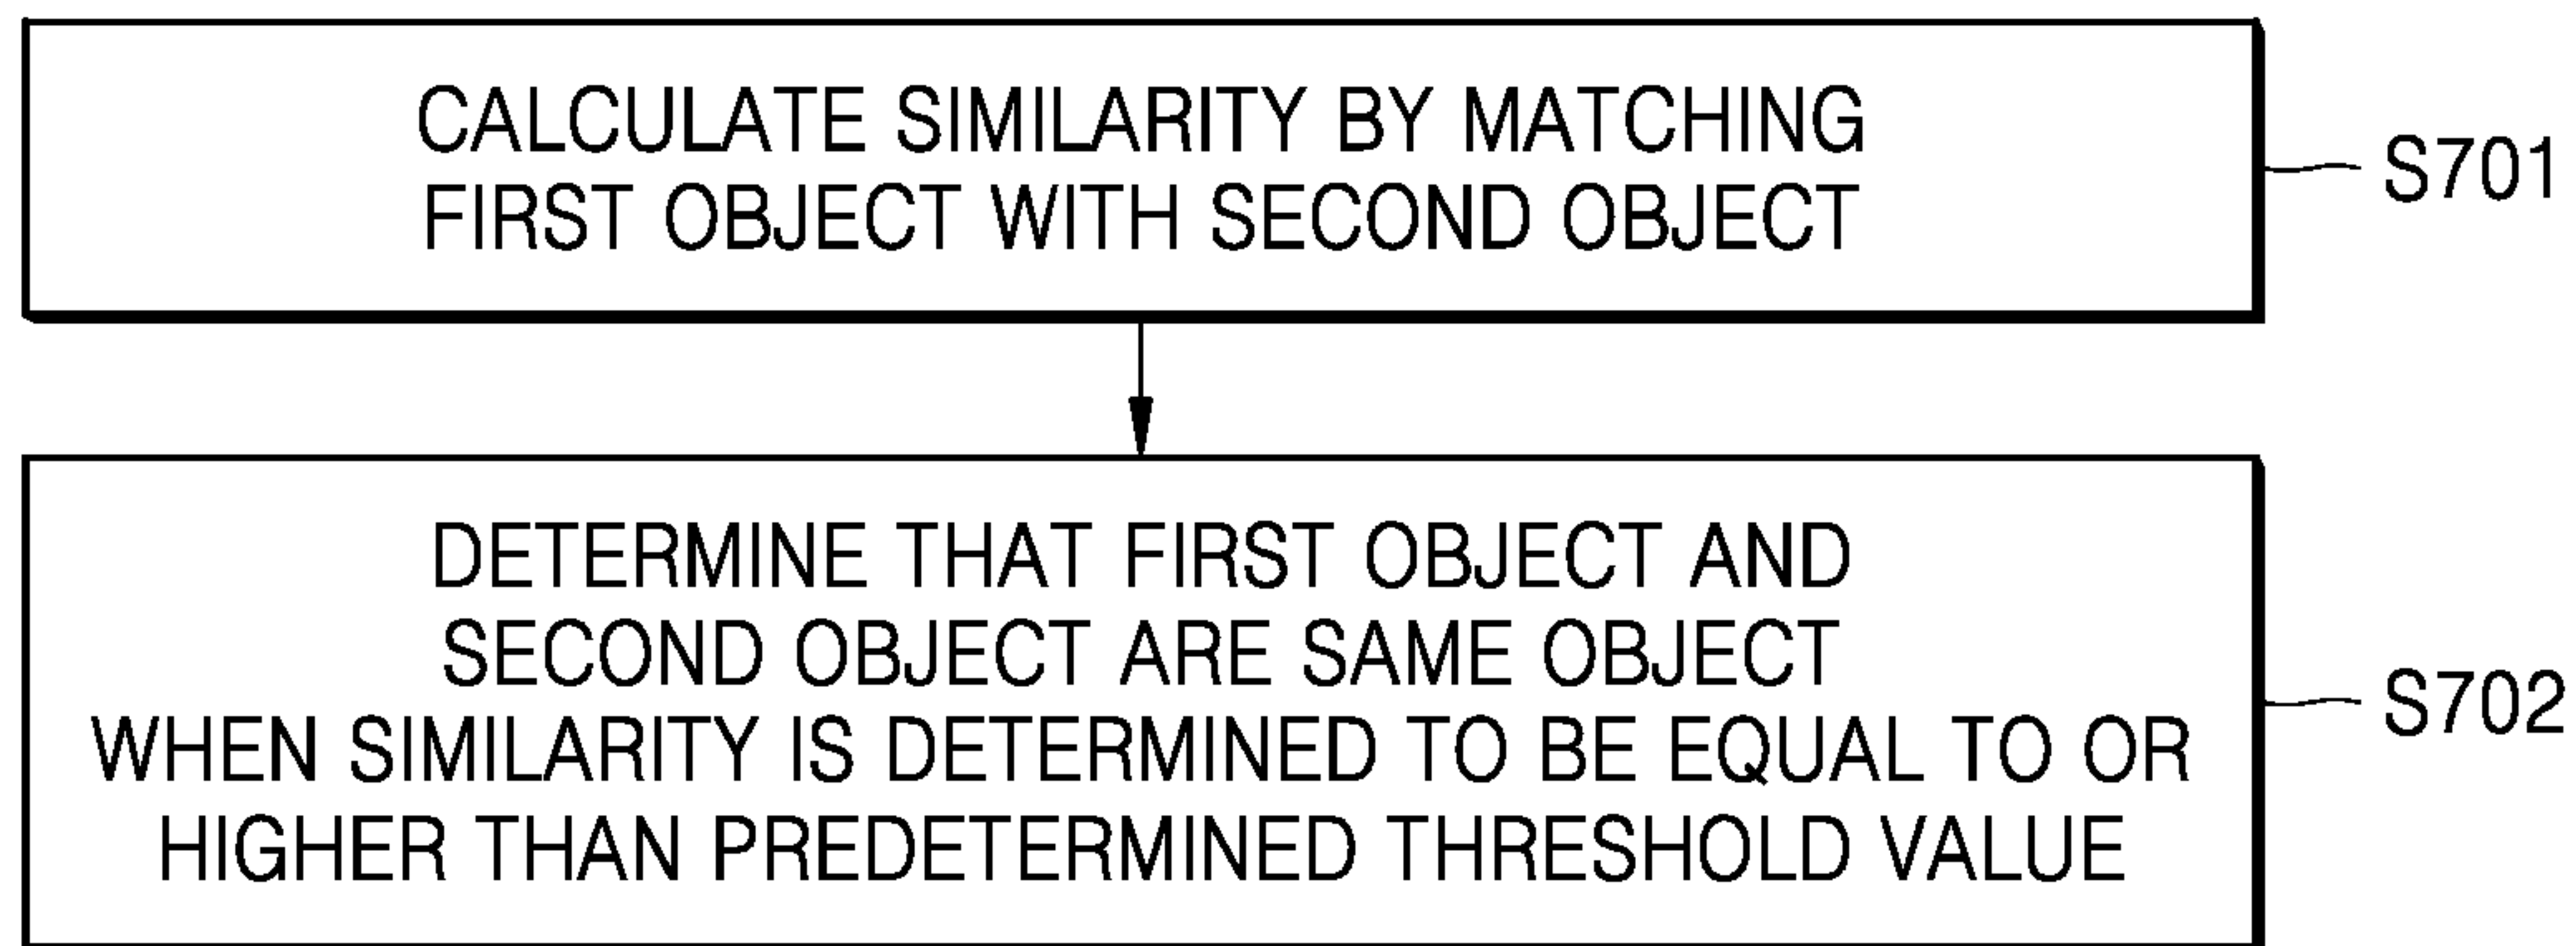 CALCULATE SIMILARITY BY MATCHING
FIRST OBJECT WITH SECOND OBJECT
S701
DETERMINE THAT FIRST OBJECT AND
SECOND OBJECT ARE SAME OBJECT
WHEN SIMILARITY IS DETERMINED TO BE EQUAL TO OR
HIGHER THAN PREDETERMINED THRESHOLD VALUE
S702